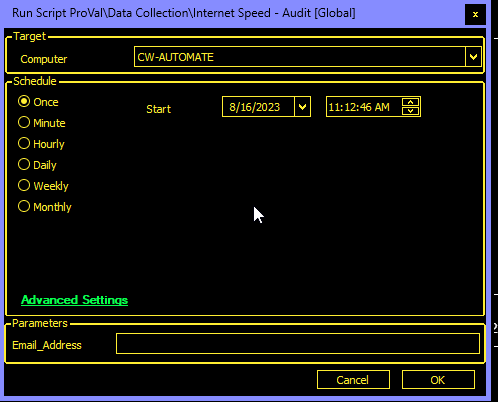 Run Script ProVal\Data Collection\Internet Speed - Audit [Global] x
Target
Computer CW-AUTOMATE
Schedule
Once Start 8/16/2023 11:12:46 AM
Minute
Hourly
Daily
Weekly
Monthly
Advanced Settings
Parameters
Email_Address
Cancel OK